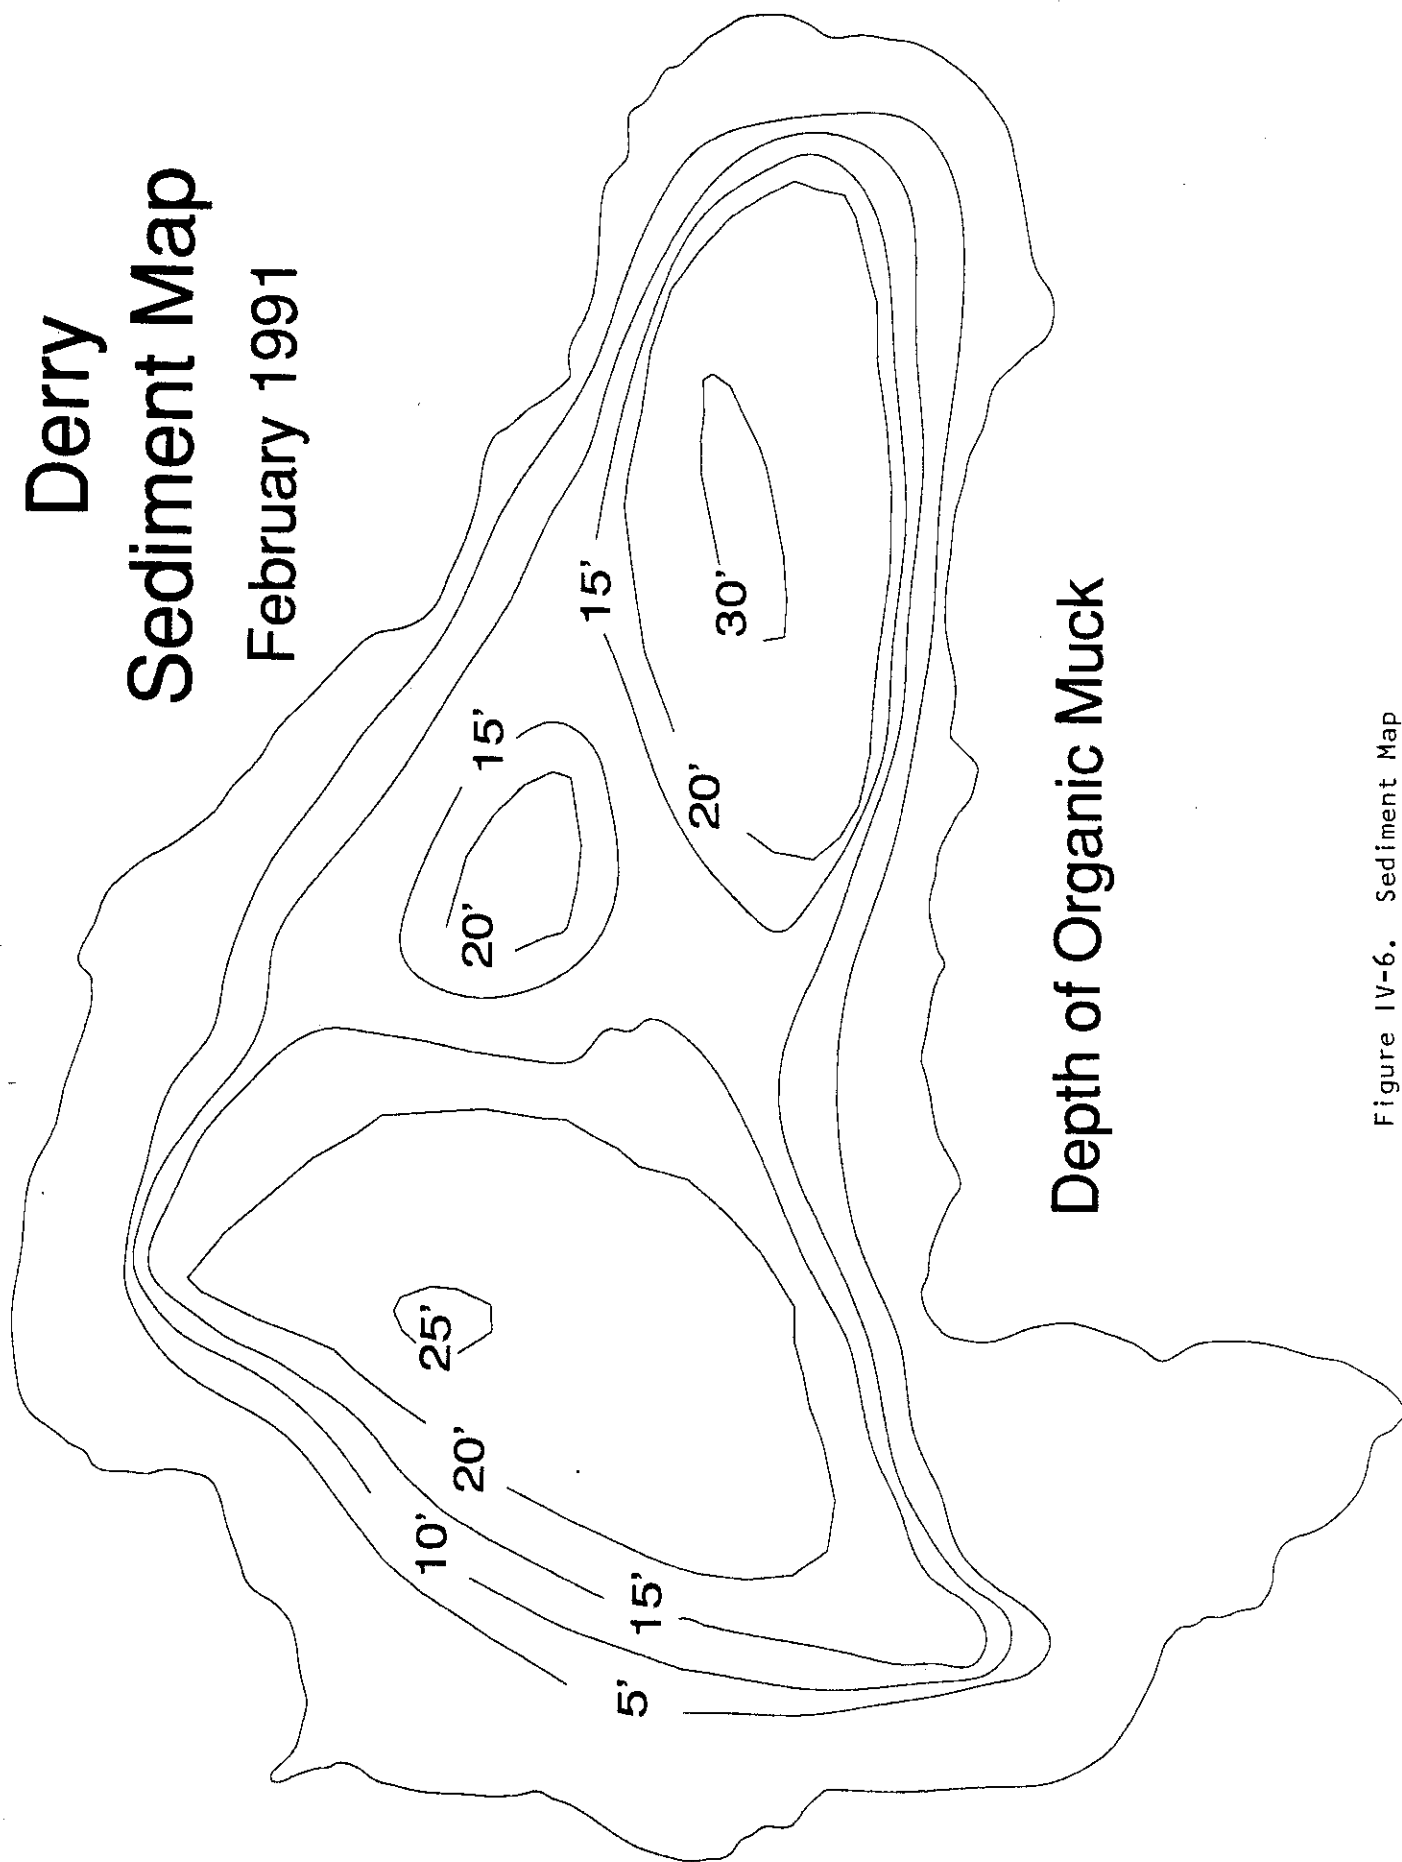 Derry
Sediment Map
February 1991
10'
25'
20'
20'
15'
15'
5'
15'
20'
30'
Depth of Organic Muck
Figure IV-6. Sediment Map